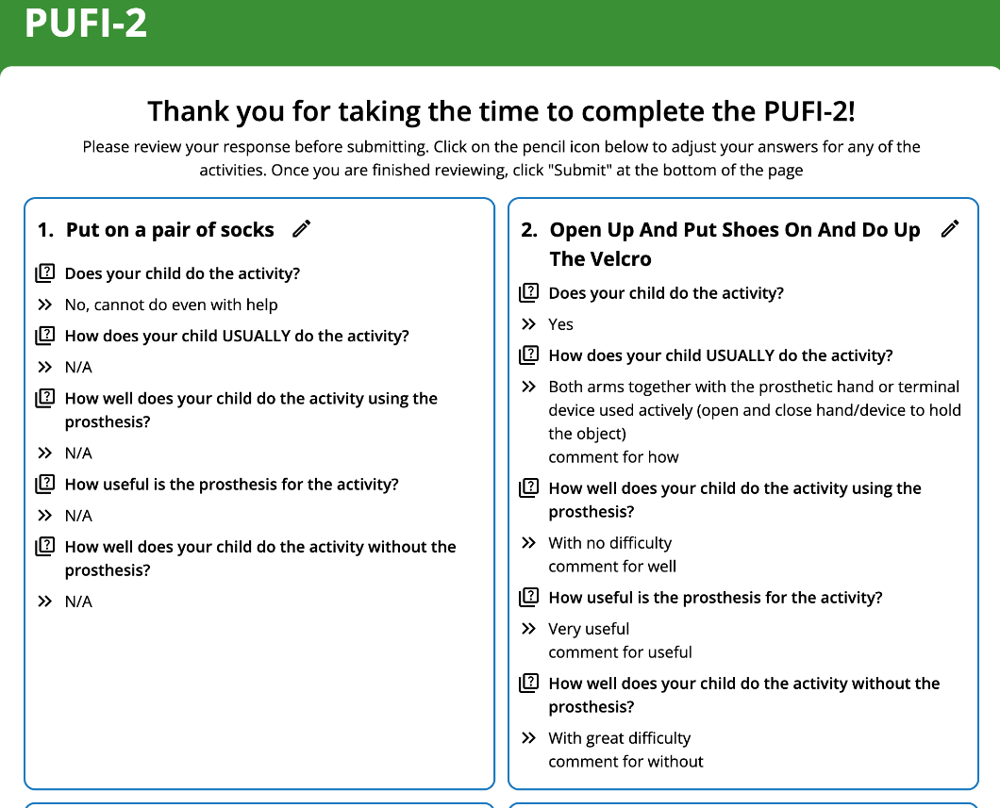 PUFI-2
Thank you for taking the time to complete the PUFI-2!
Please review your response before submitting. Click on the pencil icon below to adjust your answers for any of the
activities. Once you are finished reviewing, click "Submit" at the bottom of the page
1. Put on a pair of socks
Does your child do the activity?
No, cannot do even with help
How does your child USUALLY do the activity?
N/A
How well does your child do the activity using the
prosthesis?
N/A
How useful is the prosthesis for the activity?
N/A
How well does your child do the activity without the
prosthesis?
N/A
2. Open Up And Put Shoes On And Do Up
The Velcro
Does your child do the activity?
Yes
How does your child USUALLY do the activity?
Both arms together with the prosthetic hand or terminal
device used actively (open and close hand/device to hold
the object)
comment for how
How well does your child do the activity using the
prosthesis?
With no difficulty
comment for well
How useful is the prosthesis for the activity?
Very useful
comment for useful
How well does your child do the activity without the
prosthesis?
With great difficulty
comment for without